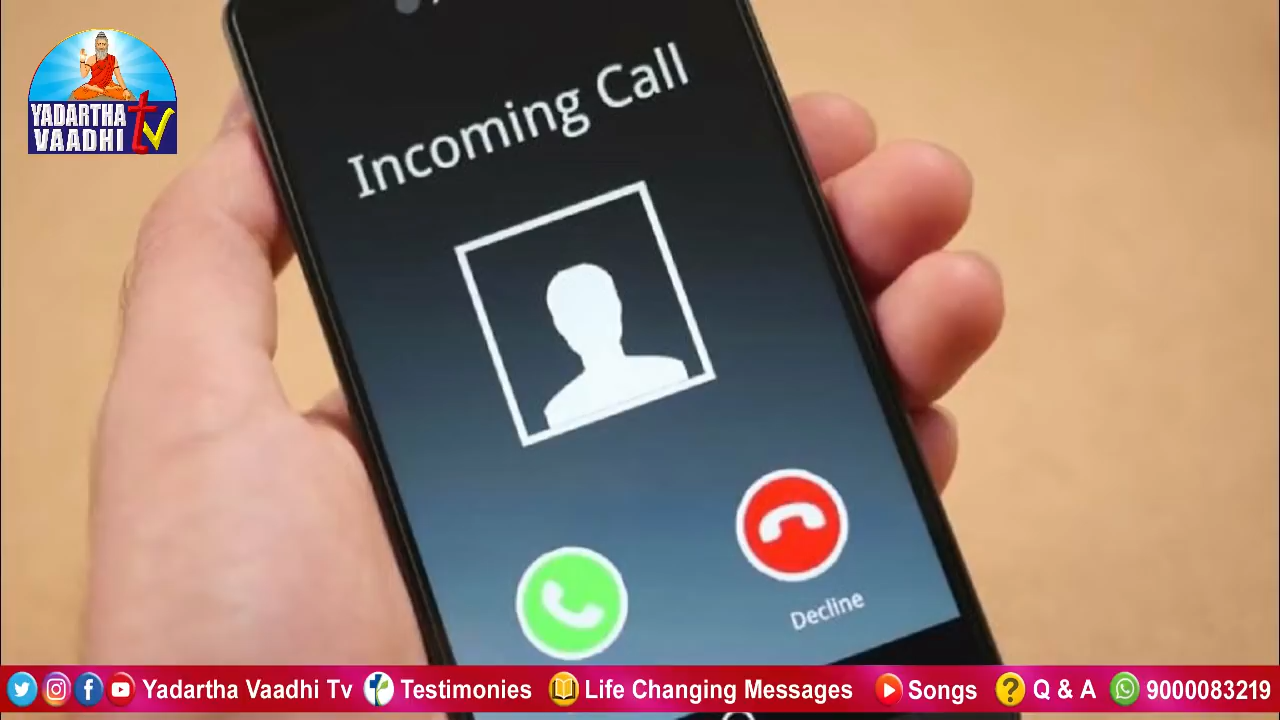 YADARTHA
VAADHI tv
Incoming Call
Decline
Yadartha Vaadhi Tv Testimonies Life Changing Messages Songs ? Q & A 9000083219